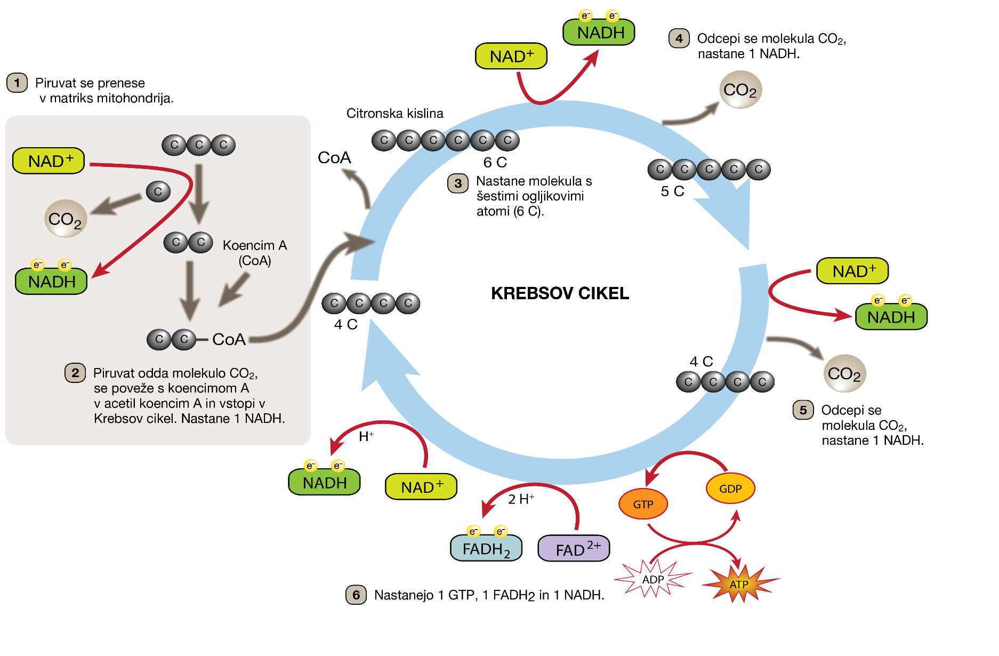 1 Piruvat se prenese
v matriks mitohondrija.
C C C
NAD+
C
CO2
C C
Koencim A
(CoA)
e- e-
NADH
C C CoA
2 Piruvat odda molekulo CO2,
se poveže s koencimom A
v acetil koencim A in vstopi v
Krebsov cikel. Nastane 1 NADH.
CoA
Citronska kislina
C C C C C C
6 C
3 Nastane molekula s
šestimi ogljikovimi
atomi (6 C).
NAD+
e- e-
NADH
4 Odcepi se molekula CO2,
nastane 1 NADH.
CO2
C C C C C
5 C
KREBSOV CIKEL
NAD+
e- e-
NADH
CO2
5 Odcepi se
molekula CO2,
nastane 1 NADH.
4 C
C C C C
GDP
GTP
ADP
ATP
2 H+
FAD2+
e- e-
FADH2
H+
NAD+
e- e-
NADH
6 Nastanejo 1 GTP, 1 FADH2 in 1 NADH.
C C C C
4 C